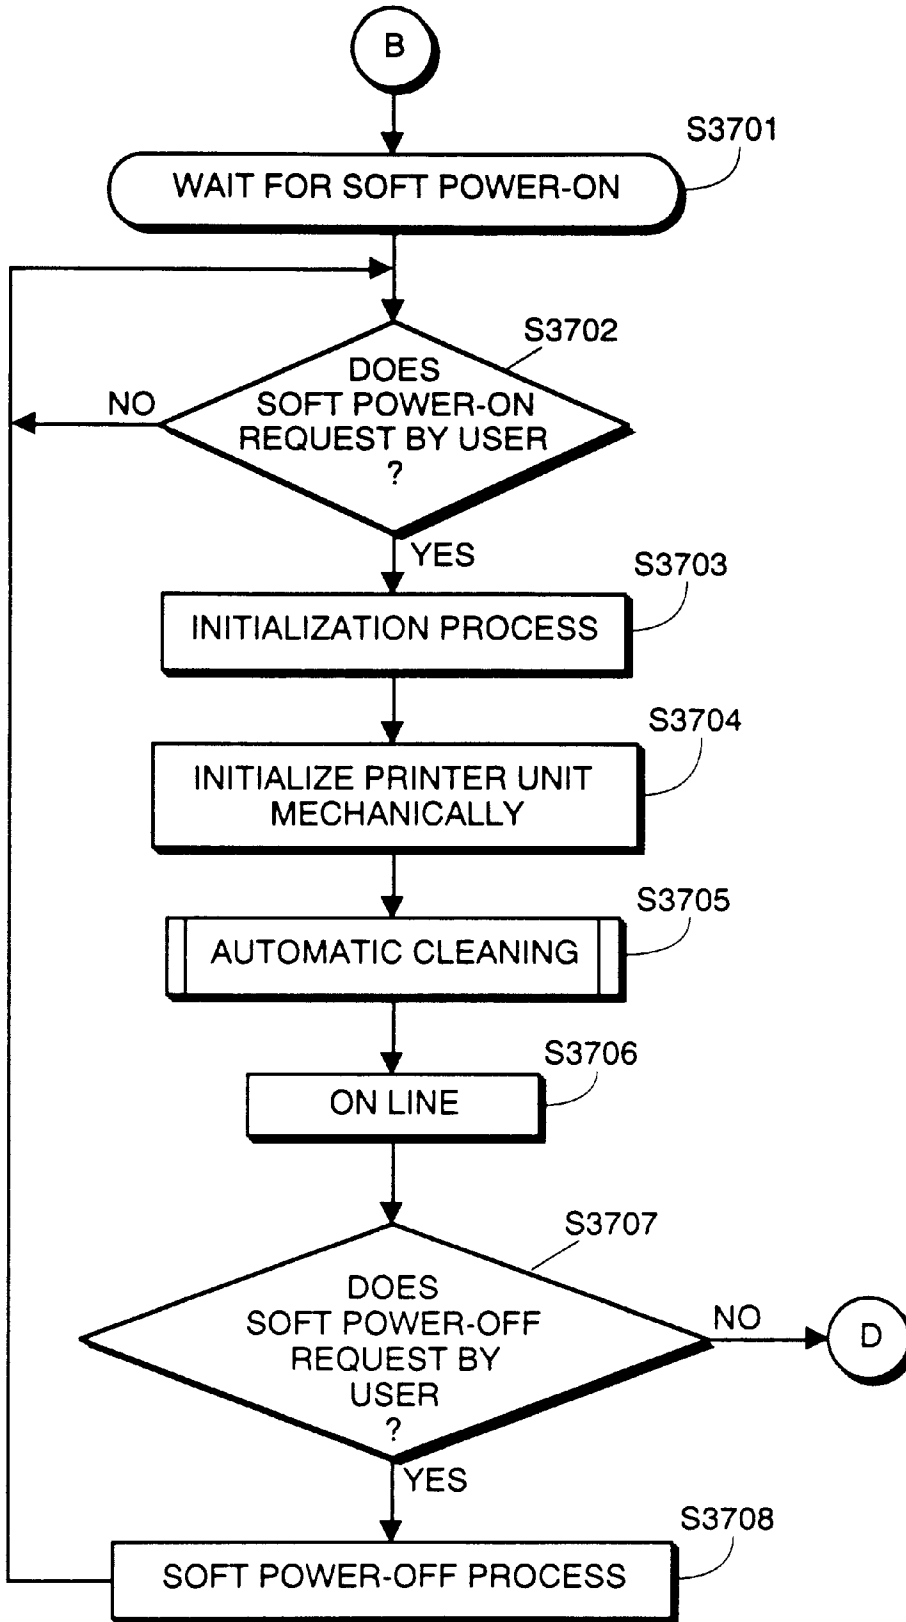 B
S3701
WAIT FOR SOFT POWER-ON
S3702
DOES
SOFT POWER-ON
REQUEST BY USER
?
NO
YES
S3703
INITIALIZATION PROCESS
S3704
INITIALIZE PRINTER UNIT
MECHANICALLY
S3705
AUTOMATIC CLEANING
S3706
ON LINE
S3707
DOES
SOFT POWER-OFF
REQUEST BY
USER
?
NO
D
YES
S3708
SOFT POWER-OFF PROCESS